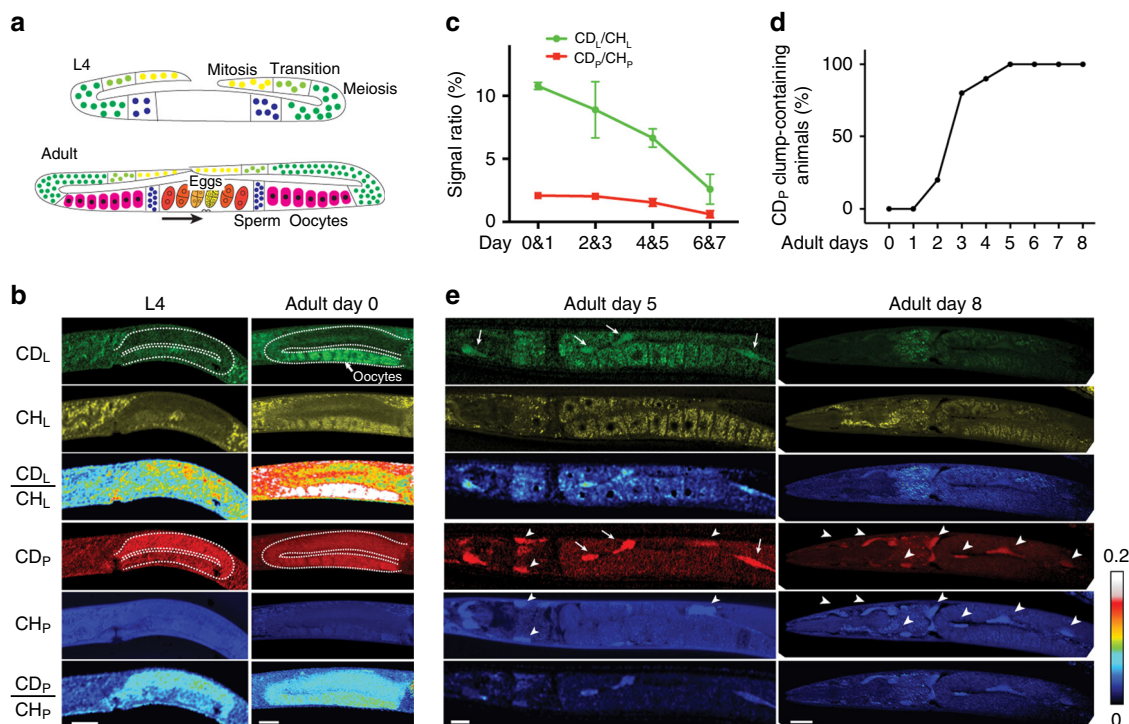 a
L4
Mitosis Transition
Meiosis
Adult
Eggs
Sperm Oocytes
c
CDL/CHL
CDP/CHP
Signal ratio (%)
10
5
0
Day 0&1 2&3 4&5 6&7
d
CDP clump-containing
animals (%)
100
50
0
Adult days 0 1 2 3 4 5 6 7 8
b
L4 Adult day 0
CDL
Oocytes
CHL
CDL
CHL
CDP
CHP
CDP
CHP
e
Adult day 5 Adult day 8
0.2
0